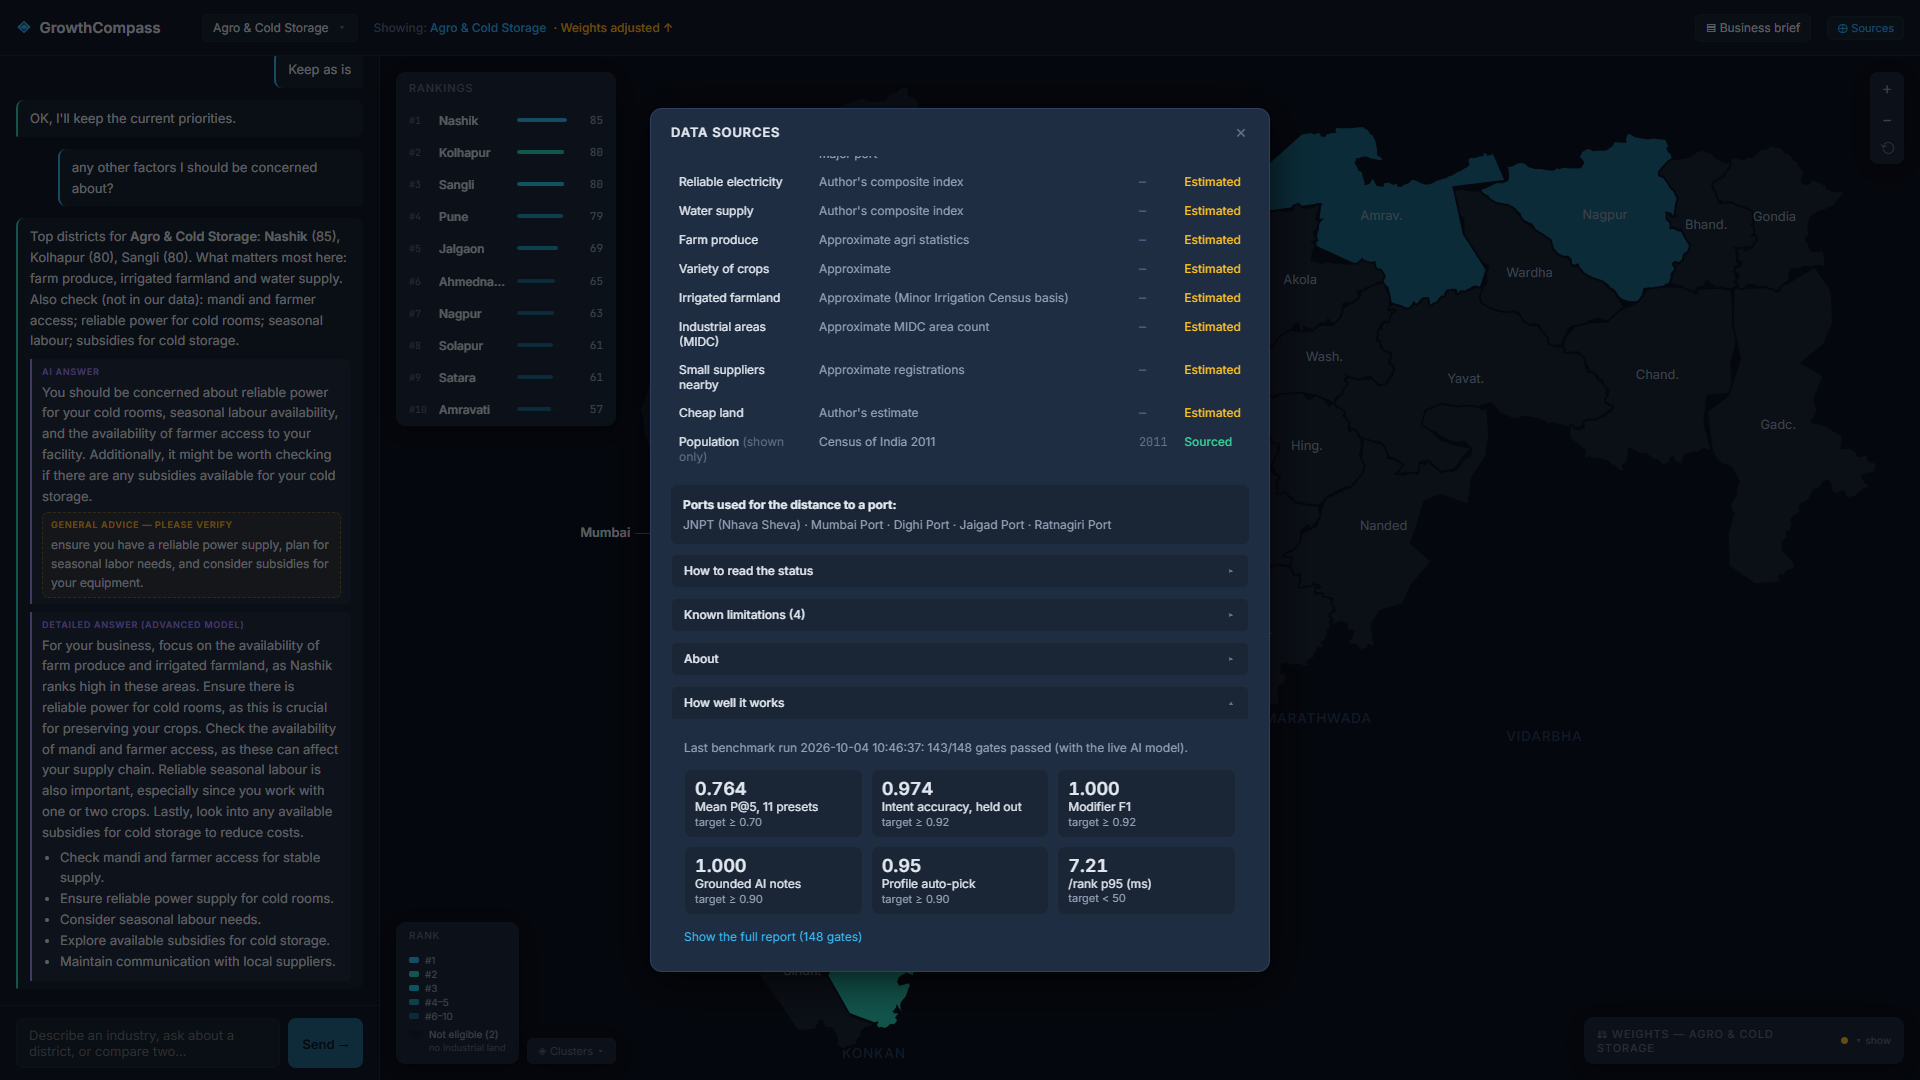 GrowthCompass
Agro & Cold Storage
Showing: Agro & Cold Storage · Weights adjusted ↑
Business brief
Sources
Keep as is
OK, I'll keep the current priorities.
any other factors I should be concerned
about?
Top districts for Agro & Cold Storage: Nashik (85),
Kolhapur (80), Sangli (80). What matters most here:
farm produce, irrigated farmland and water supply.
Also check (not in our data): mandi and farmer
access; reliable power for cold rooms; seasonal
labour; subsidies for cold storage.
AI ANSWER
You should be concerned about reliable power
for your cold rooms, seasonal labour availability,
and the availability of farmer access to your
facility. Additionally, it might be worth checking
if there are any subsidies available for your cold
storage.
GENERAL ADVICE — PLEASE VERIFY
ensure you have a reliable power supply, plan for
seasonal labor needs, and consider subsidies for
your equipment.
DETAILED ANSWER (ADVANCED MODEL)
For your business, focus on the availability of
farm produce and irrigated farmland, as Nashik
ranks high in these areas. Ensure there is
reliable power for cold rooms, as this is crucial
for preserving your crops. Check the availability
of mandi and farmer access, as these can affect
your supply chain. Reliable seasonal labour is
also important, especially since you work with
one or two crops. Lastly, look into any available
subsidies for cold storage to reduce costs.
• Check mandi and farmer access for stable
supply.
• Ensure reliable power supply for cold rooms.
• Consider seasonal labour needs.
• Explore available subsidies for cold storage.
• Maintain communication with local suppliers.
Describe an industry, ask about a
district, or compare two...
Send →
RANKINGS
#1 Nashik 85
#2 Kolhapur 80
#3 Sangli 80
#4 Pune 79
#5 Jalgaon 69
#6 Ahmedna... 65
#7 Nagpur 63
#8 Solapur 61
#9 Satara 61
#10 Amravati 57
Mumbai
RANK
#1
#2
#3
#4–5
#6–10
Not eligible (2)
no industrial land
Clusters
DATA SOURCES
×
major port
Reliable electricity Author's composite index – Estimated
Water supply Author's composite index – Estimated
Farm produce Approximate agri statistics – Estimated
Variety of crops Approximate – Estimated
Irrigated farmland Approximate (Minor Irrigation Census basis) – Estimated
Industrial areas Approximate MIDC area count – Estimated
(MIDC)
Small suppliers Approximate registrations – Estimated
nearby
Cheap land Author's estimate – Estimated
Population (shown Census of India 2011 2011 Sourced
only)
Ports used for the distance to a port:
JNPT (Nhava Sheva) · Mumbai Port · Dighi Port · Jaigad Port · Ratnagiri Port
How to read the status
Known limitations (4)
About
How well it works
Last benchmark run 2026-10-04 10:46:37: 143/148 gates passed (with the live AI model).
0.764
Mean P@5, 11 presets
target ≥ 0.70
0.974
Intent accuracy, held out
target ≥ 0.92
1.000
Modifier F1
target ≥ 0.92
1.000
Grounded AI notes
target ≥ 0.90
0.95
Profile auto-pick
target ≥ 0.90
7.21
/rank p95 (ms)
target < 50
Show the full report (148 gates)
Amrav.
Nagpur
Bhand.
Gondia
Akola
Wardha
Wash.
Yavat.
Chand.
Gadc.
Hing.
Nanded
MARATHWADA
VIDARBHA
Sindh.
KONKAN
+
−
WEIGHTS — AGRO & COLD
STORAGE
show